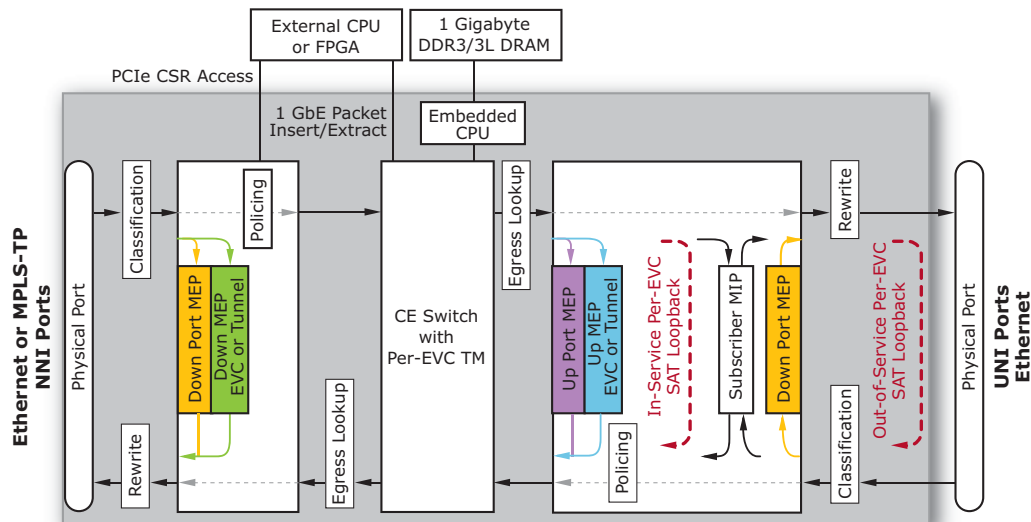 External CPU
or FPGA
1 Gigabyte
DDR3/3L DRAM
PCIe CSR Access
1 GbE Packet
Insert/Extract
Embedded
CPU
Ethernet or MPLS-TP
NNI Ports
Physical Port
Classification
Policing
Down Port MEP
Down MEP
EVC or Tunnel
Rewrite
Egress Lookup
CE Switch
with
Per-EVC TM
Egress Lookup
Up Port MEP
Up MEP
EVC or Tunnel
Policing
In-Service Per-EVC
SAT Loopback
Subscriber MIP
Down Port MEP
Rewrite
Classification
Out-of-Service Per-EVC
SAT Loopback
Physical Port
UNI Ports
Ethernet